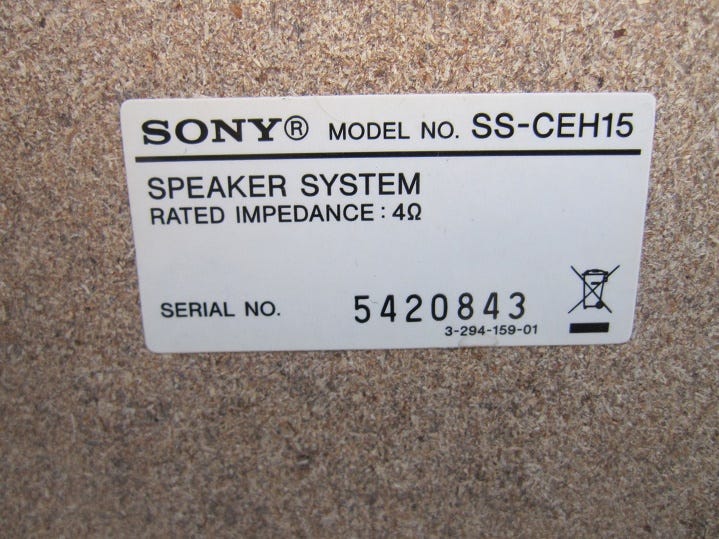 SONY® MODEL NO. SS-CEH15
SPEAKER SYSTEM
RATED IMPEDANCE : 4Ω
SERIAL NO. 5420843
3-294-159-01